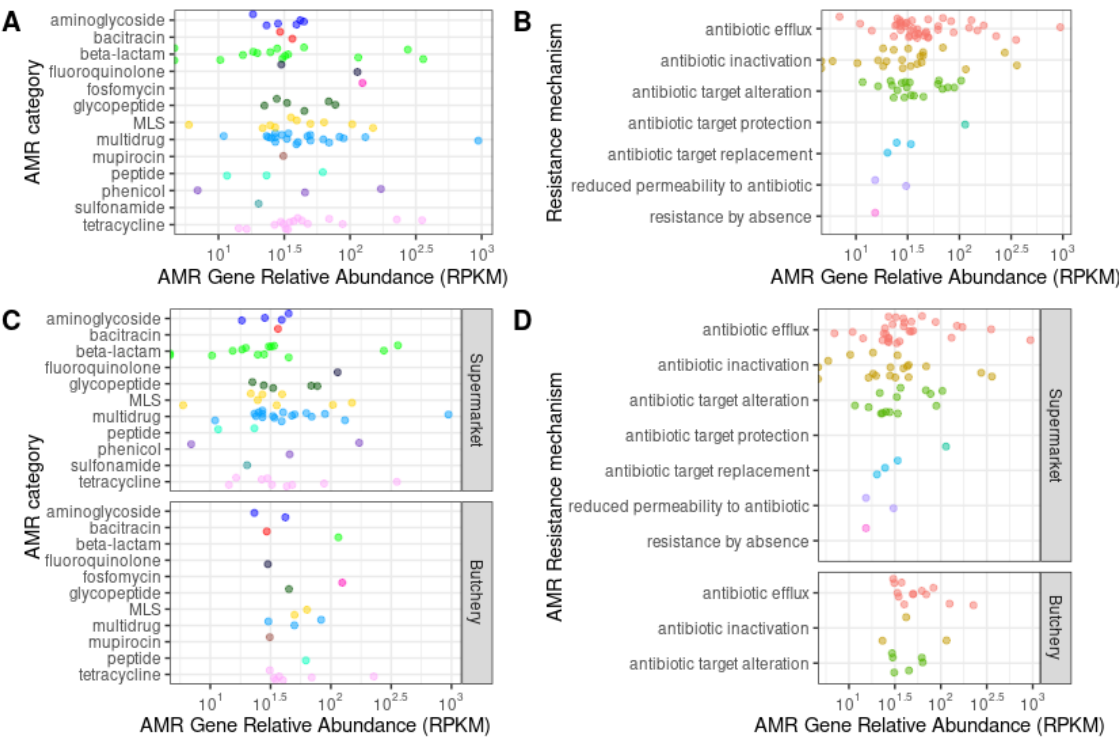 A
AMR category
aminoglycoside
bacitracin
beta-lactam
fluoroquinolone
fosfomycin
glycopeptide
MLS
multidrug
mupirocin
peptide
phenicol
sulfonamide
tetracycline
10^1 10^1.5 10^2 10^2.5 10^3
AMR Gene Relative Abundance (RPKM)
B
Resistance mechanism
antibiotic efflux
antibiotic inactivation
antibiotic target alteration
antibiotic target protection
antibiotic target replacement
reduced permeability to antibiotic
resistance by absence
10^1 10^1.5 10^2 10^2.5 10^3
AMR Gene Relative Abundance (RPKM)
C
AMR category
aminoglycoside
bacitracin
beta-lactam
fluoroquinolone
glycopeptide
MLS
multidrug
peptide
phenicol
sulfonamide
tetracycline
Supermarket
aminoglycoside
bacitracin
beta-lactam
fluoroquinolone
fosfomycin
glycopeptide
MLS
multidrug
mupirocin
peptide
tetracycline
Butchery
10^1 10^1.5 10^2 10^2.5 10^3
AMR Gene Relative Abundance (RPKM)
D
AMR Resistance mechanism
antibiotic efflux
antibiotic inactivation
antibiotic target alteration
antibiotic target protection
antibiotic target replacement
reduced permeability to antibiotic
resistance by absence
Supermarket
antibiotic efflux
antibiotic inactivation
antibiotic target alteration
Butchery
10^1 10^1.5 10^2 10^2.5 10^3
AMR Gene Relative Abundance (RPKM)